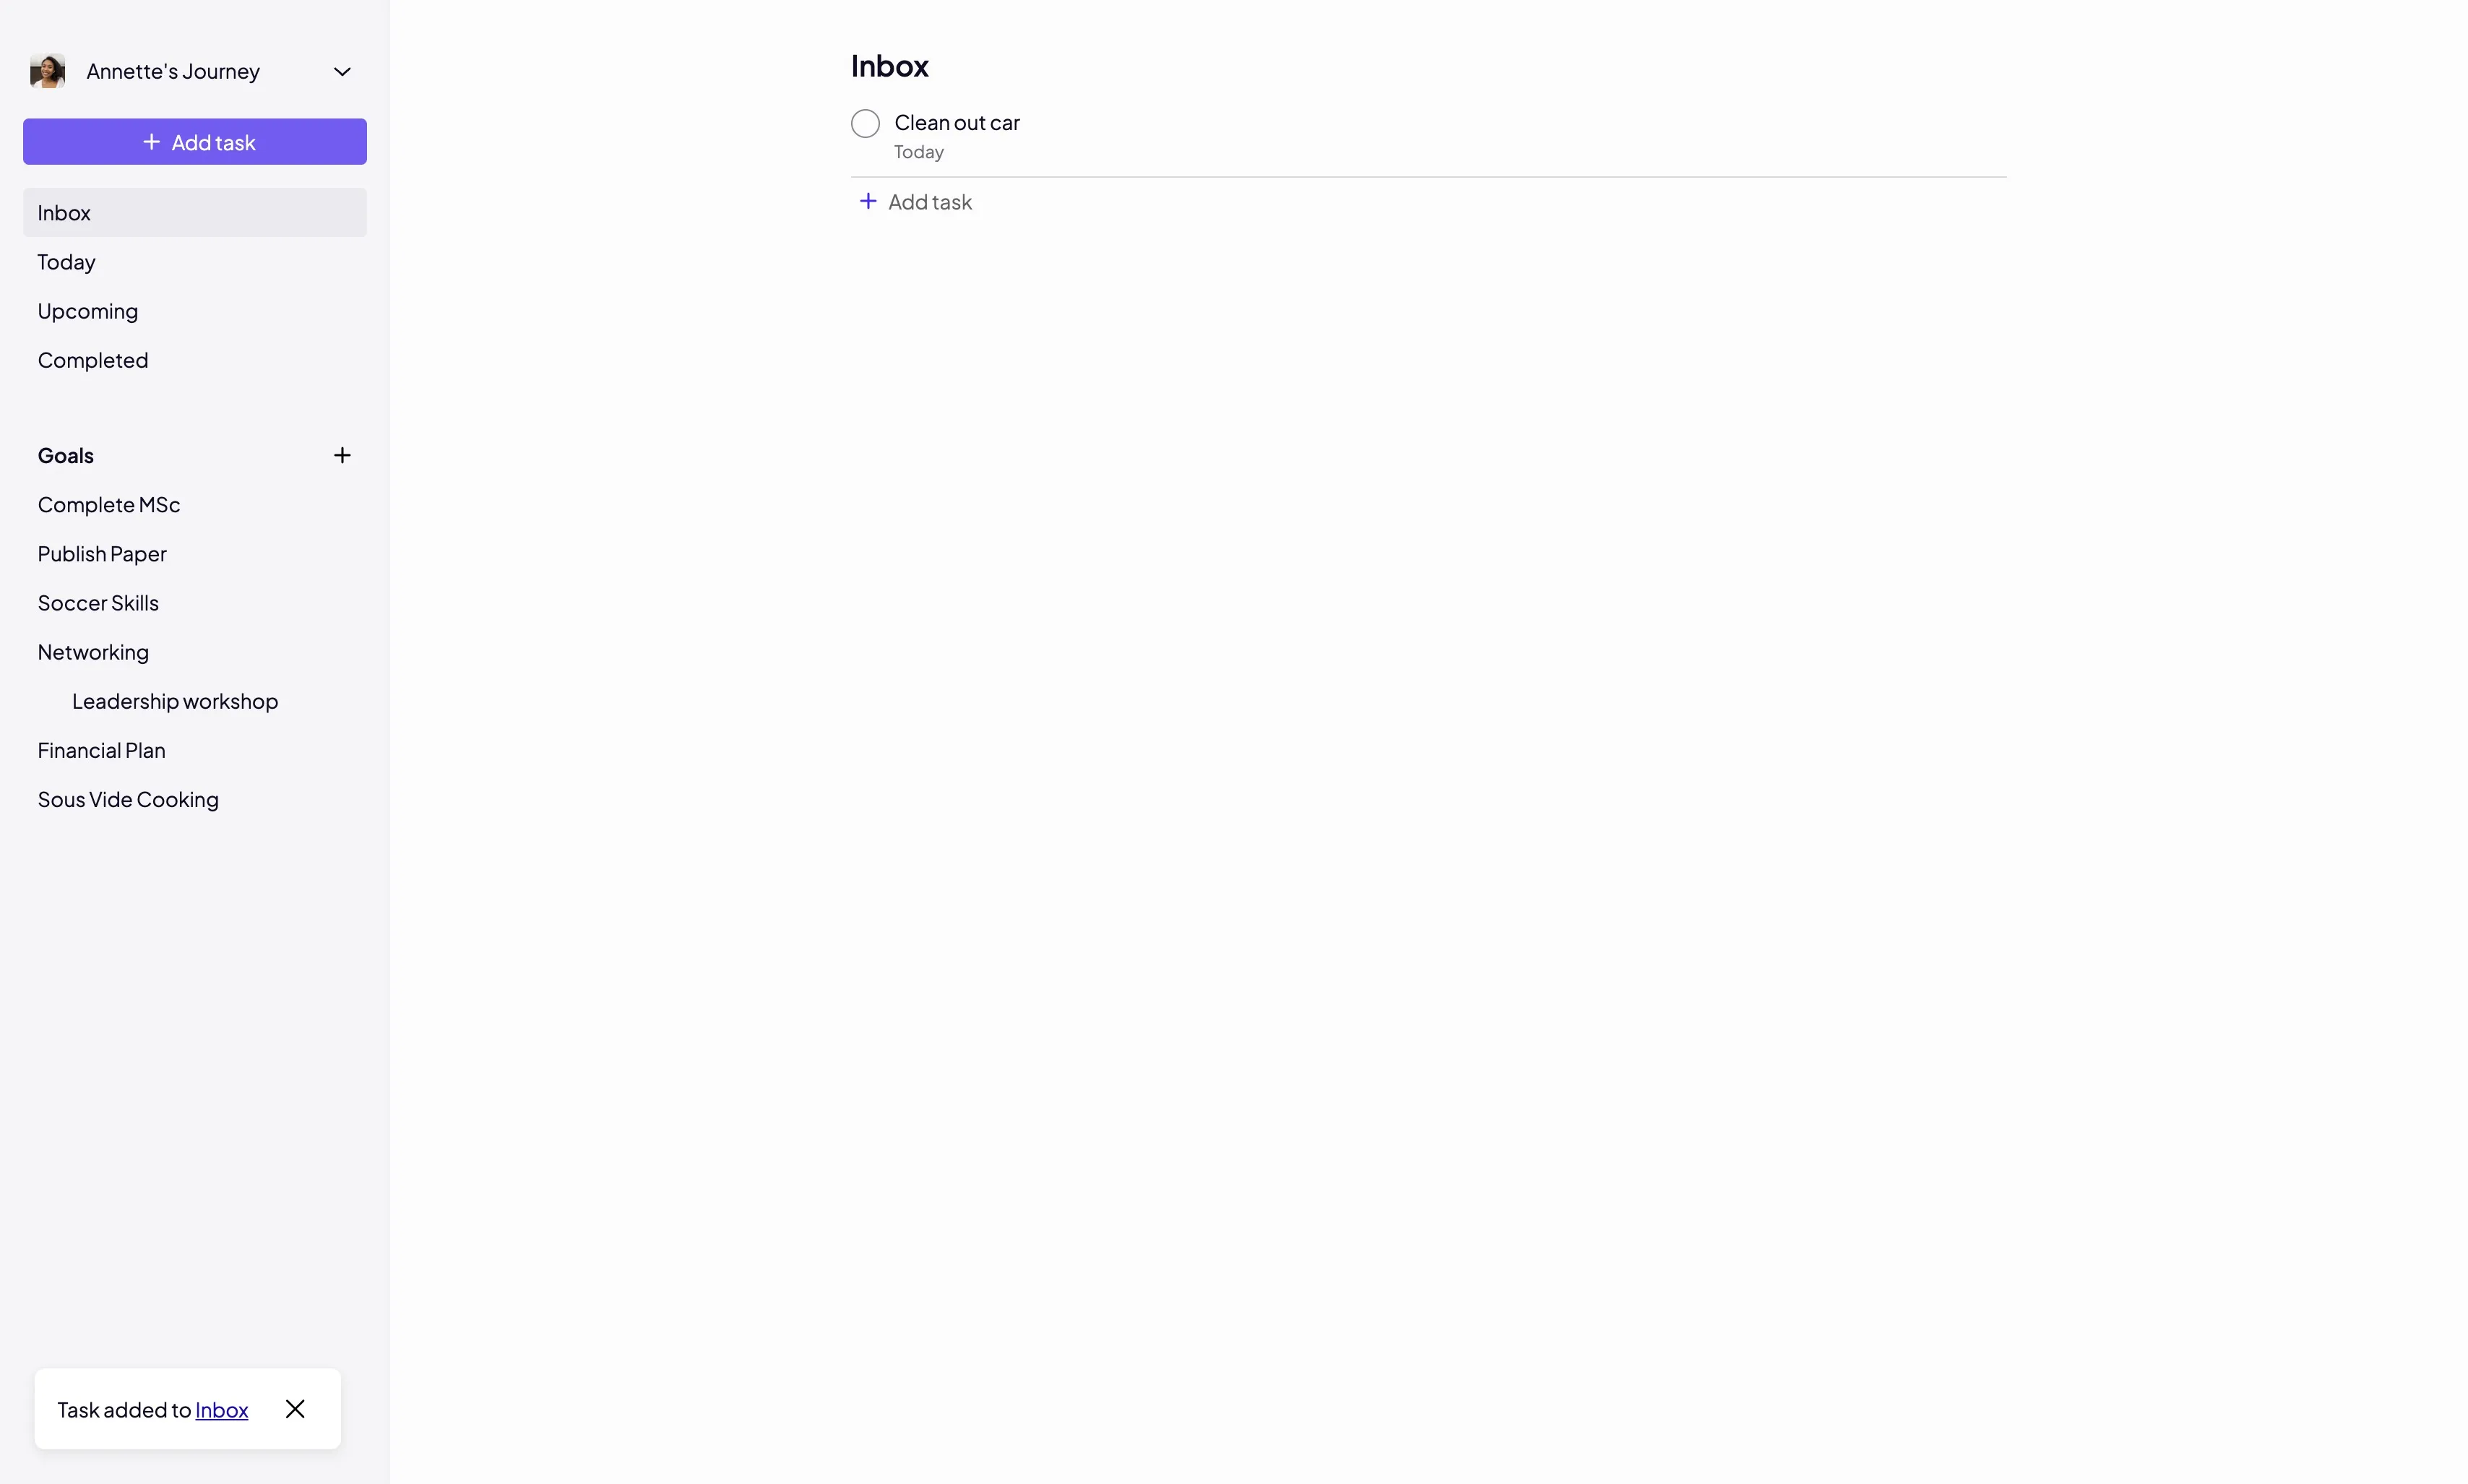 Annette's Journey
Add task
Inbox
Today
Upcoming
Completed
Goals
Complete MSc
Publish Paper
Soccer Skills
Networking
Leadership workshop
Financial Plan
Sous Vide Cooking
Task added to Inbox
Inbox
Clean out car
Today
Add task